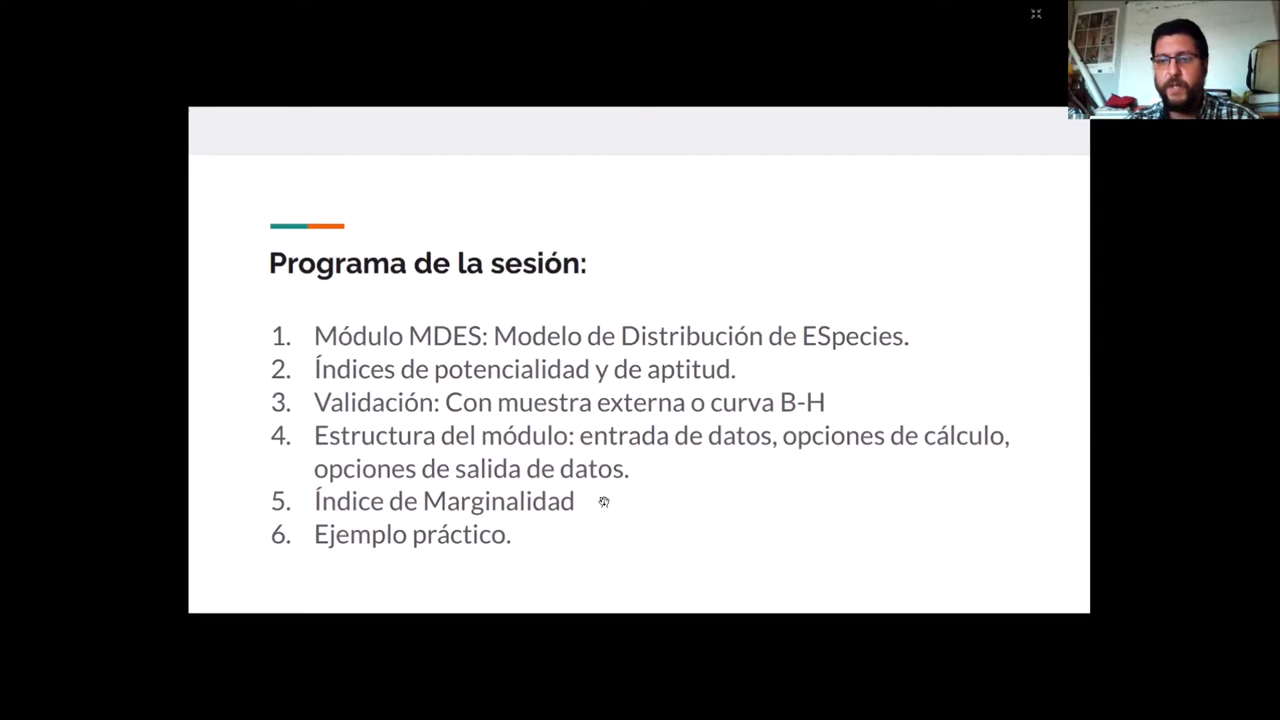 Programa de la sesión:
1. Módulo MDES: Modelo de Distribución de ESpecies.
2. Índices de potencialidad y de aptitud.
3. Validación: Con muestra externa o curva B-H
4. Estructura del módulo: entrada de datos, opciones de cálculo,
opciones de salida de datos.
5. Índice de Marginalidad
6. Ejemplo práctico.